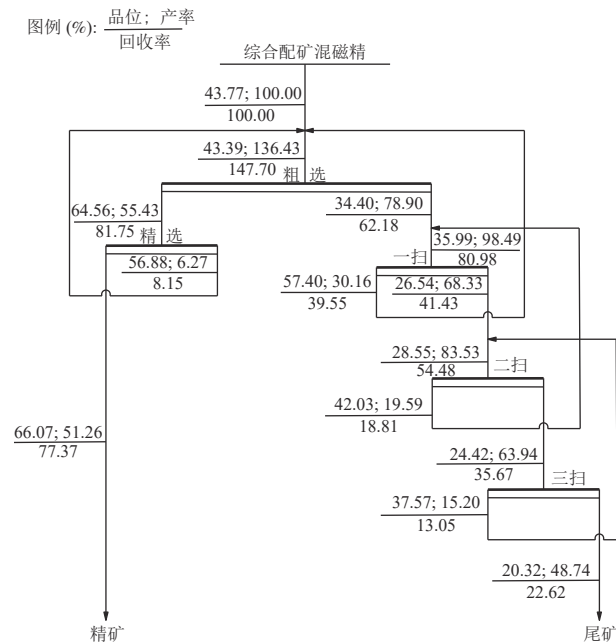 图例 (%): 品位; 产率
回收率
综合配矿混磁精
43.77; 100.00
100.00
43.39; 136.43
147.70
粗 选
64.56; 55.43
81.75
34.40; 78.90
62.18
精 选
56.88; 6.27
8.15
35.99; 98.49
80.98
一扫
57.40; 30.16
39.55
26.54; 68.33
41.43
28.55; 83.53
54.48
二扫
42.03; 19.59
18.81
66.07; 51.26
77.37
24.42; 63.94
35.67
三扫
37.57; 15.20
13.05
20.32; 48.74
22.62
精矿
尾矿